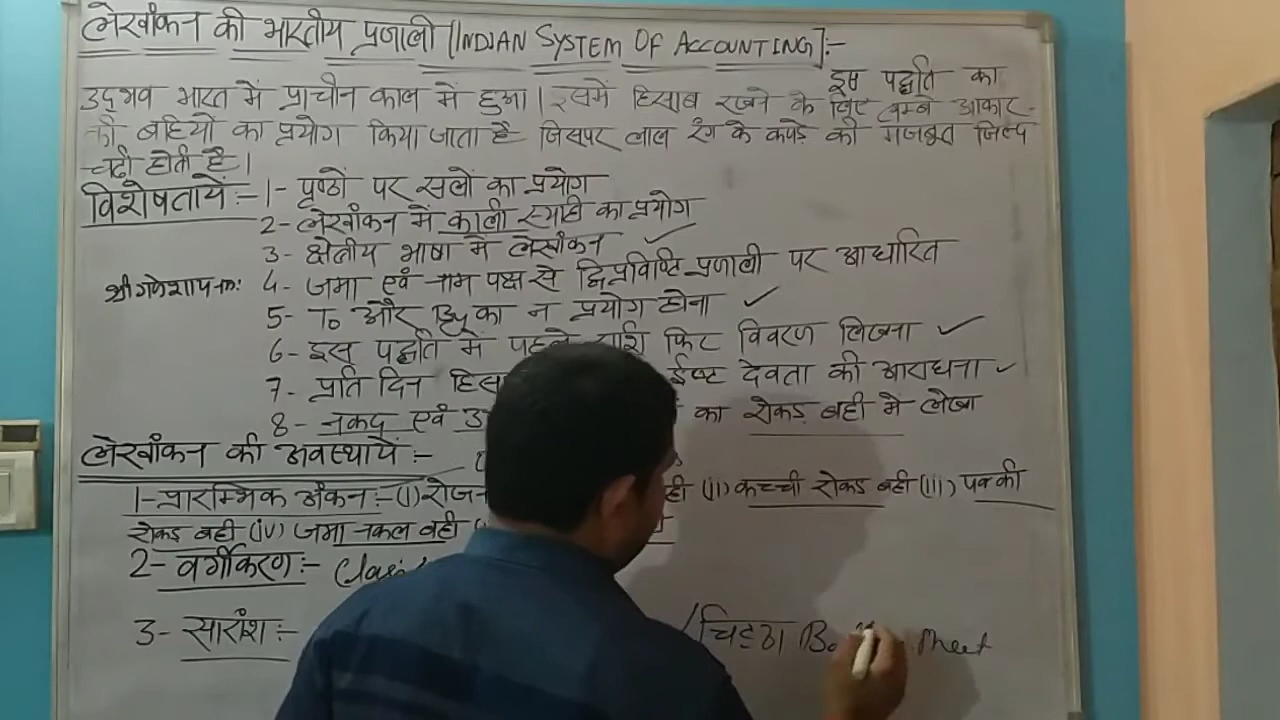 लेखांकन की भारतीय प्रणाली [INDIAN SYSTEM OF ACCOUNTING]:-
इस पद्धति का
उद्भव भारत में प्राचीन काल में हुआ। इसमें हिसाब रखने के लिए लम्बे आकार
की बहियों का प्रयोग किया जाता है जिसपर लाल रंग के कपड़े की मजबूत जिल्द
चढ़ी होती है।
विशेषतायें:- 1- पृष्ठों पर सलों का प्रयोग
2- लेखांकन में काली स्याही का प्रयोग
3- क्षेत्रीय भाषा में लेखांकन
4- जमा एवं नाम पक्ष से द्विप्रविष्टि प्रणाली पर आधारित
5- To और By का न प्रयोग होना
6- इस पद्धति में पहले राशि फिर विवरण लिखना
7- प्रति दिन ईष्ट देवता की आराधना
8- नकद एवं का रोकड़ बही में लेखा
लेखांकन की अवस्थायें:-
1- प्रारम्भिक अंकन:- (i) (ii) कच्ची रोकड बही (iii) पक्की
रोकड बही (iv) जमा नकल बही
2- वर्गीकरण:-
3- सारांश:- /चिट्ठा